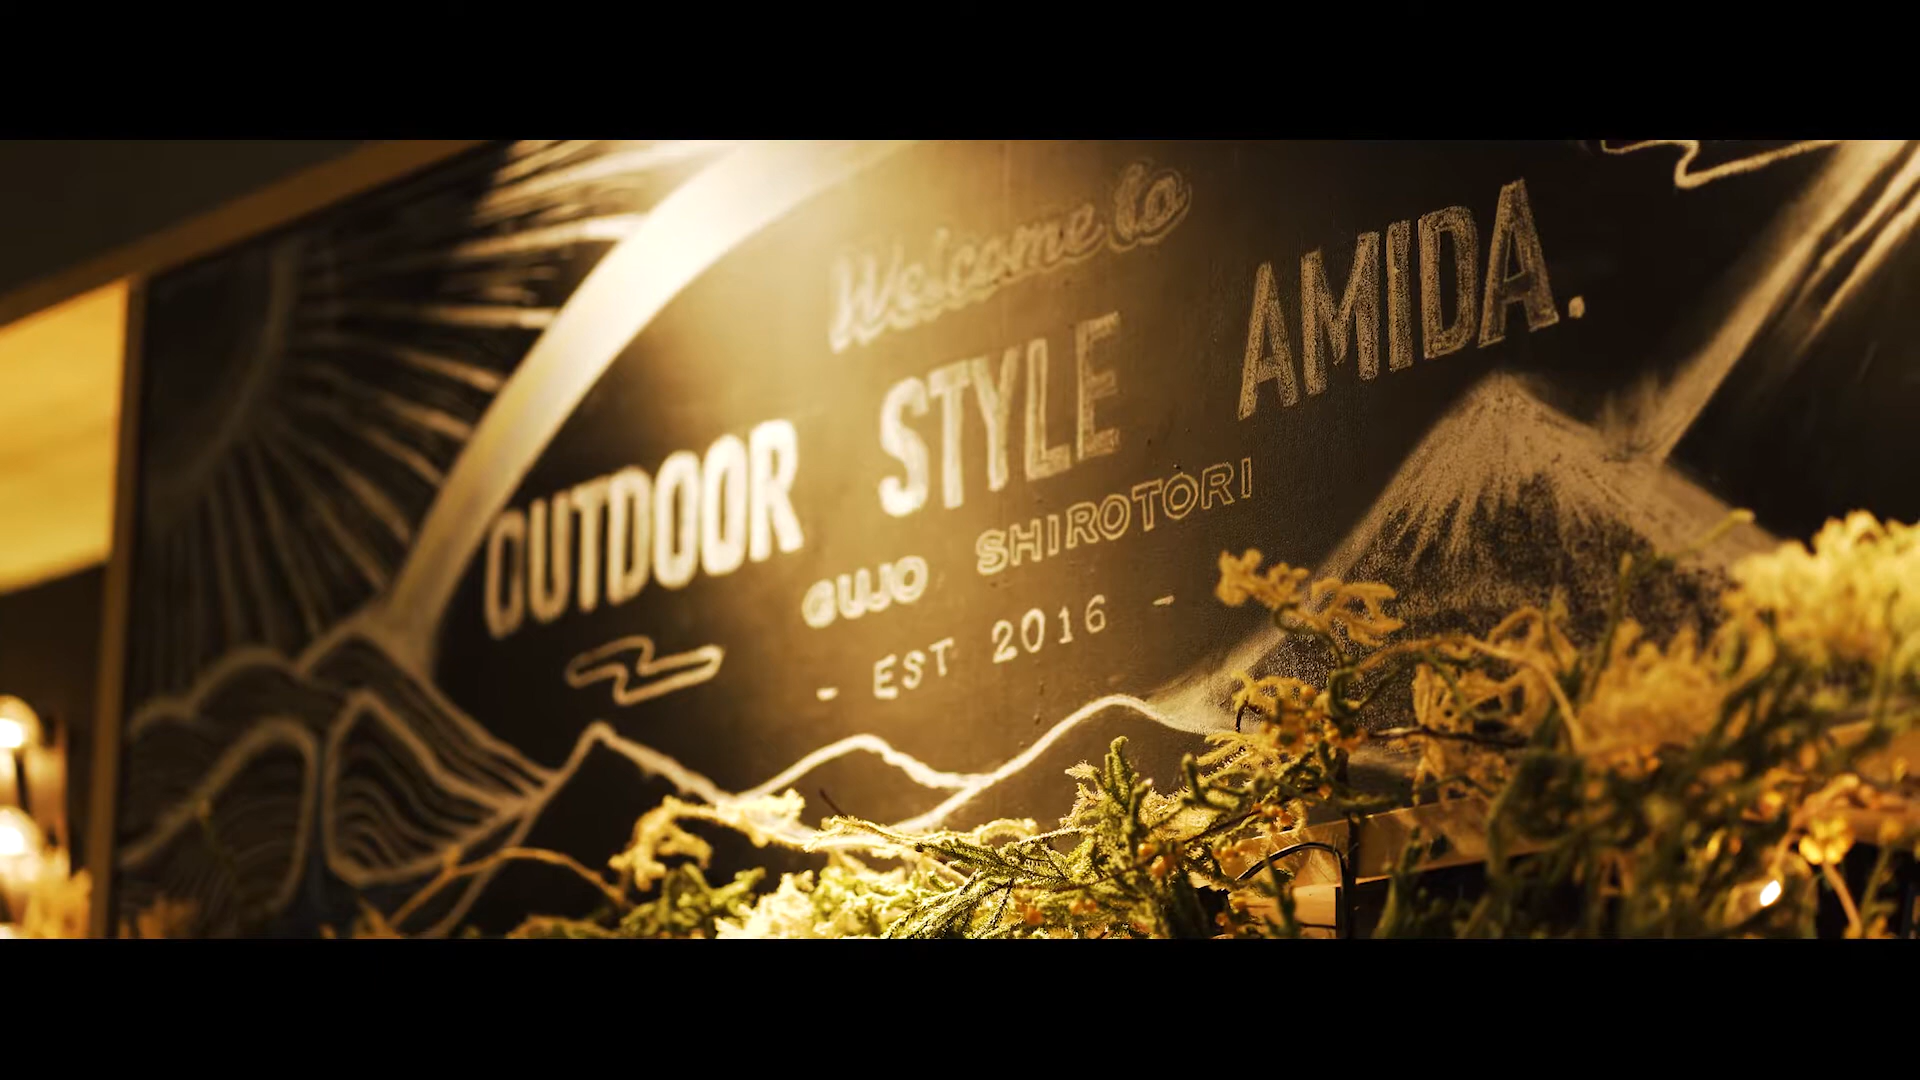 Welcome to
OUTDOOR STYLE AMIDA.
GUJO SHIROTORI
- EST 2016 -